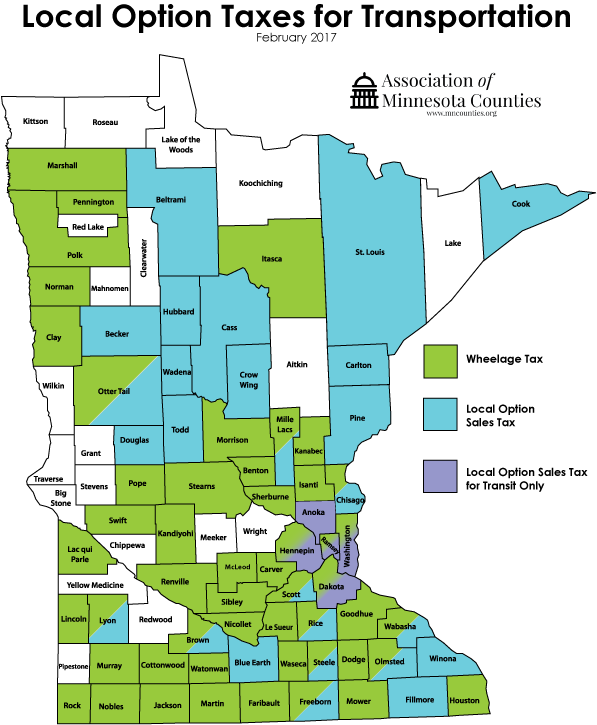 Local Option Taxes for Transportation
February 2017
Association of
Minnesota Counties
www.mncounties.org
Kittson
Roseau
Lake of the
Woods
Marshall
Koochiching
Pennington
Beltrami
Cook
Red Lake
Polk
Clearwater
Itasca
St. Louis
Lake
Norman
Mahnomen
Hubbard
Cass
Clay
Becker
Wheelage Tax
Wadena
Aitkin
Carlton
Wilkin
Otter Tail
Crow
Wing
Local Option
Sales Tax
Mille
Lacs
Pine
Todd
Morrison
Kanabec
Grant
Douglas
Local Option Sales Tax
for Transit Only
Traverse
Stevens
Pope
Stearns
Benton
Isanti
Big
Stone
Sherburne
Chisago
Swift
Kandiyohi
Meeker
Wright
Anoka
Chippewa
Lac qui
Parle
Hennepin
Ramsey
Washington
Yellow Medicine
Renville
McLeod
Carver
Dakota
Scott
Sibley
Lincoln
Lyon
Redwood
Nicollet
Le Sueur
Rice
Goodhue
Wabasha
Brown
Pipestone
Murray
Cottonwood
Watonwan
Blue Earth
Waseca
Steele
Dodge
Olmsted
Winona
Rock
Nobles
Jackson
Martin
Faribault
Freeborn
Mower
Fillmore
Houston